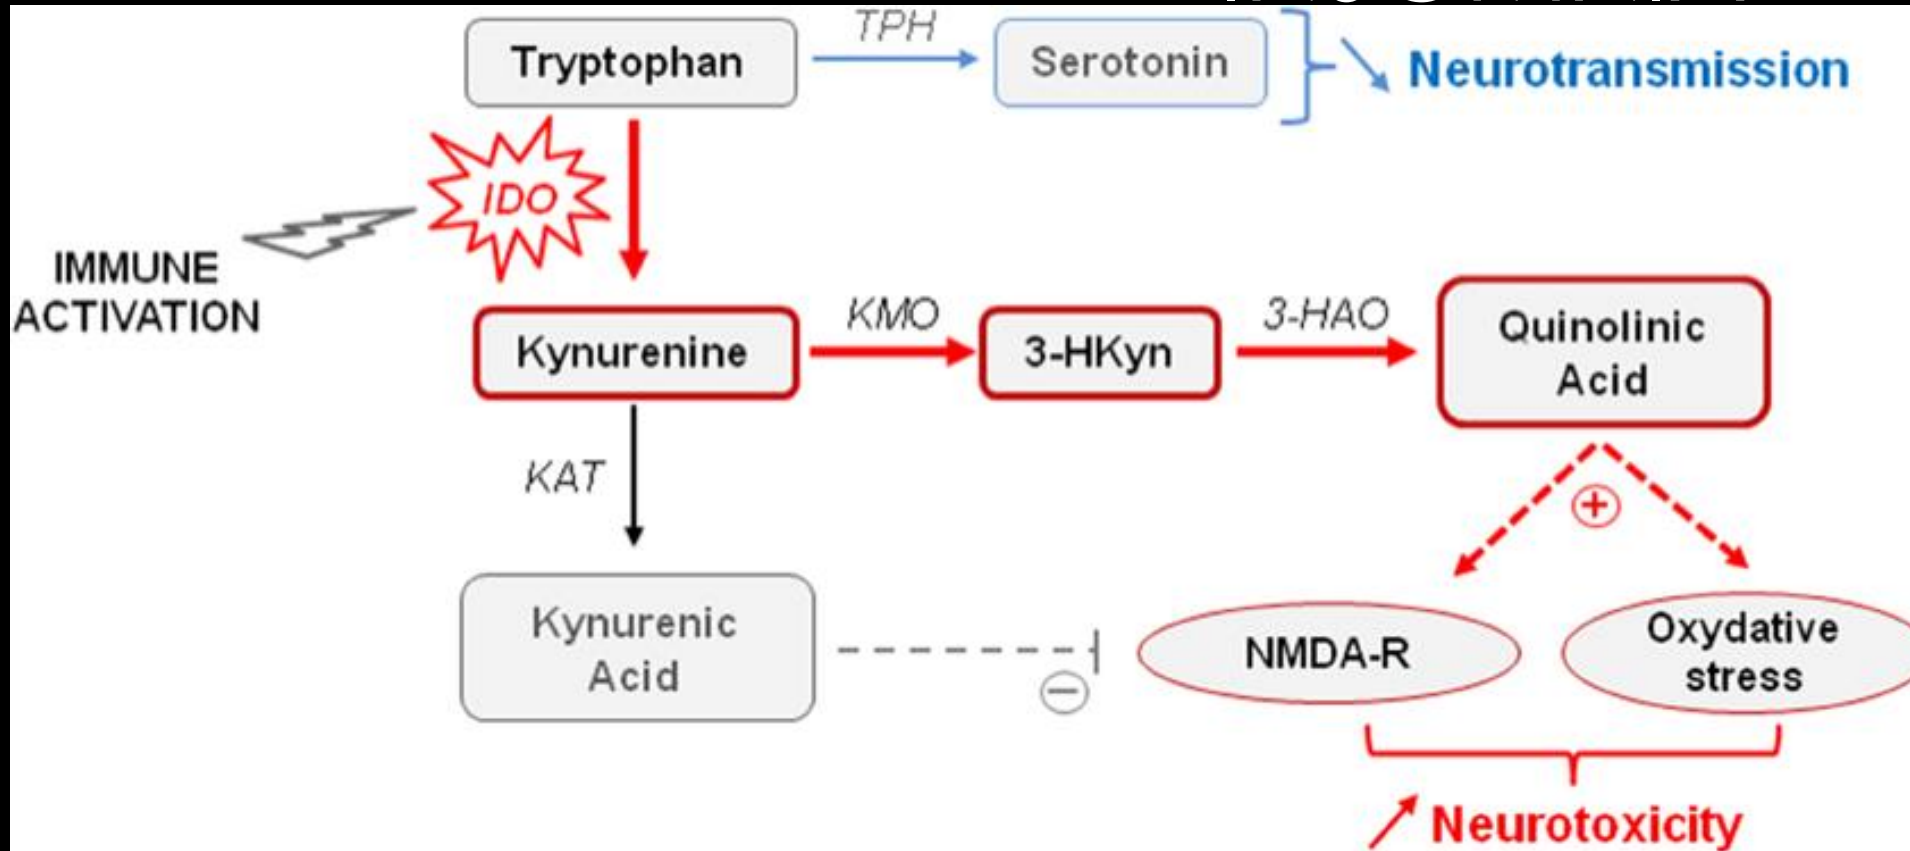 TPH
Tryptophan
Serotonin
Neurotransmission
IDO
IMMUNE
ACTIVATION
Kynurenine
KMO
3-HKyn
3-HAO
Quinolinic
Acid
KAT
+
Kynurenic
Acid
−
NMDA-R
Oxydative
stress
Neurotoxicity